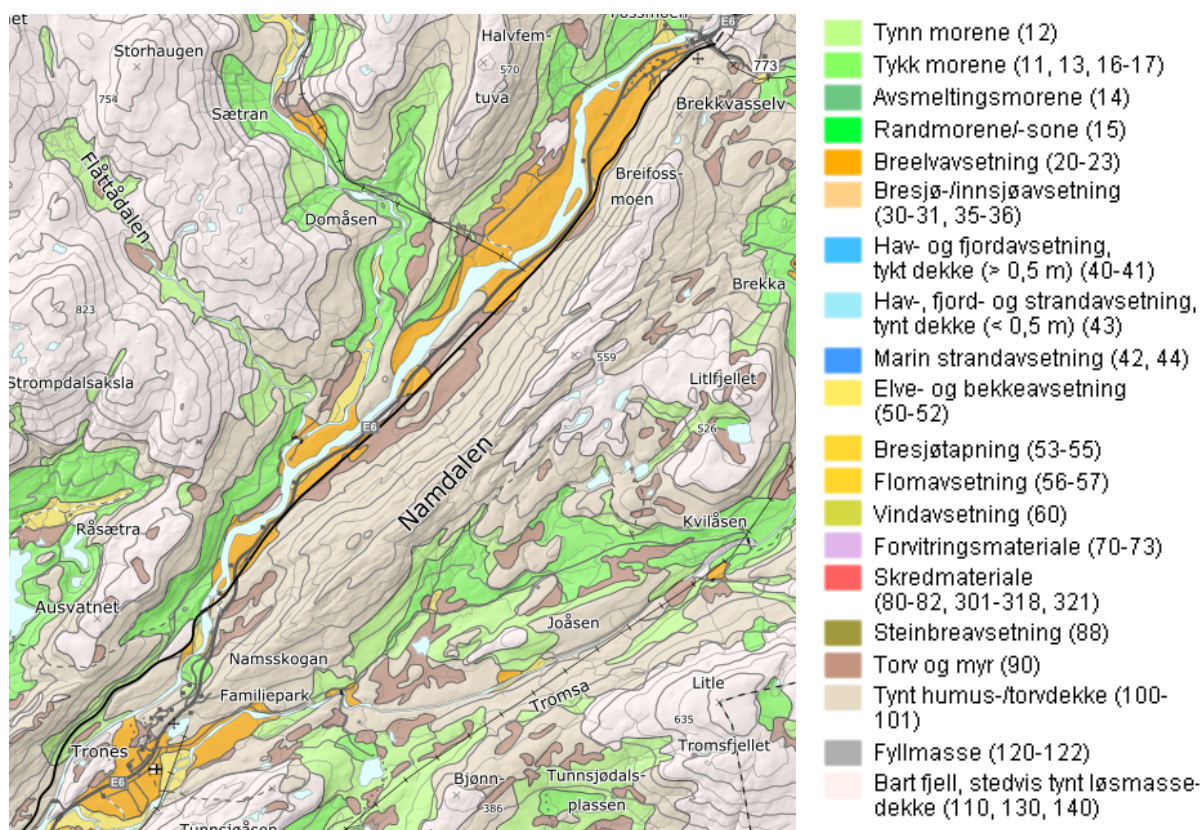 Storhaugen
Halvfem-
570
tuva
754
Sætran
E6
773
Brekkvasselv
Flåttådalen
Breifoss-
moen
Domåsen
823
Brekka
559
Strompdalsaksla
Litlfjellet
E6
526
Namdalen
Kvilåsen
Råsætra
Ausvatnet
Joåsen
Namsskogan
Familiepark
Tromsa
Litle
635
Trones
Tromsfjellet
E6
Bjønn-
Tunnsjødals-
386
plassen
Tunnsjøåsen
Tynn morene (12)
Tykk morene (11, 13, 16-17)
Avsmeltingsmorene (14)
Randmorene/-sone (15)
Breelvavsetning (20-23)
Bresjø-/innsjøavsetning
(30-31, 35-36)
Hav- og fjordavsetning,
tykt dekke (> 0,5 m) (40-41)
Hav-, fjord- og strandavsetning,
tynt dekke (< 0,5 m) (43)
Marin strandavsetning (42, 44)
Elve- og bekkeavsetning
(50-52)
Bresjøtapning (53-55)
Flomavsetning (56-57)
Vindavsetning (60)
Forvitringsmateriale (70-73)
Skredmateriale
(80-82, 301-318, 321)
Steinbreavsetning (88)
Torv og myr (90)
Tynt humus-/torvdekke (100-
101)
Fyllmasse (120-122)
Bart fjell, stedvis tynt løsmasse-
dekke (110, 130, 140)